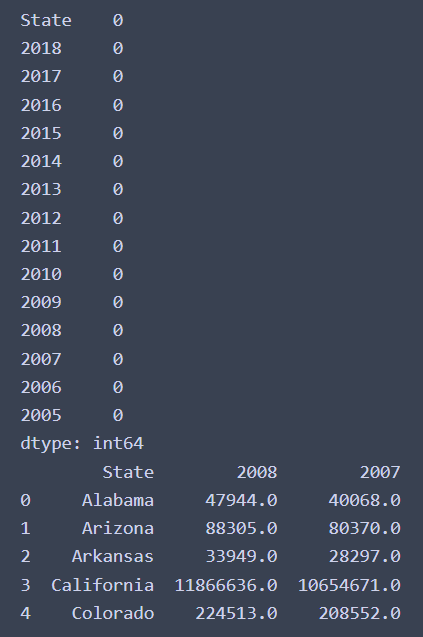 State    0
2018     0
2017     0
2016     0
2015     0
2014     0
2013     0
2012     0
2011     0
2010     0
2009     0
2008     0
2007     0
2006     0
2005     0
dtype: int64
        State        2008        2007
0     Alabama     47944.0     40068.0
1     Arizona     88305.0     80370.0
2    Arkansas     33949.0     28297.0
3  California  11866636.0  10654671.0
4    Colorado    224513.0    208552.0